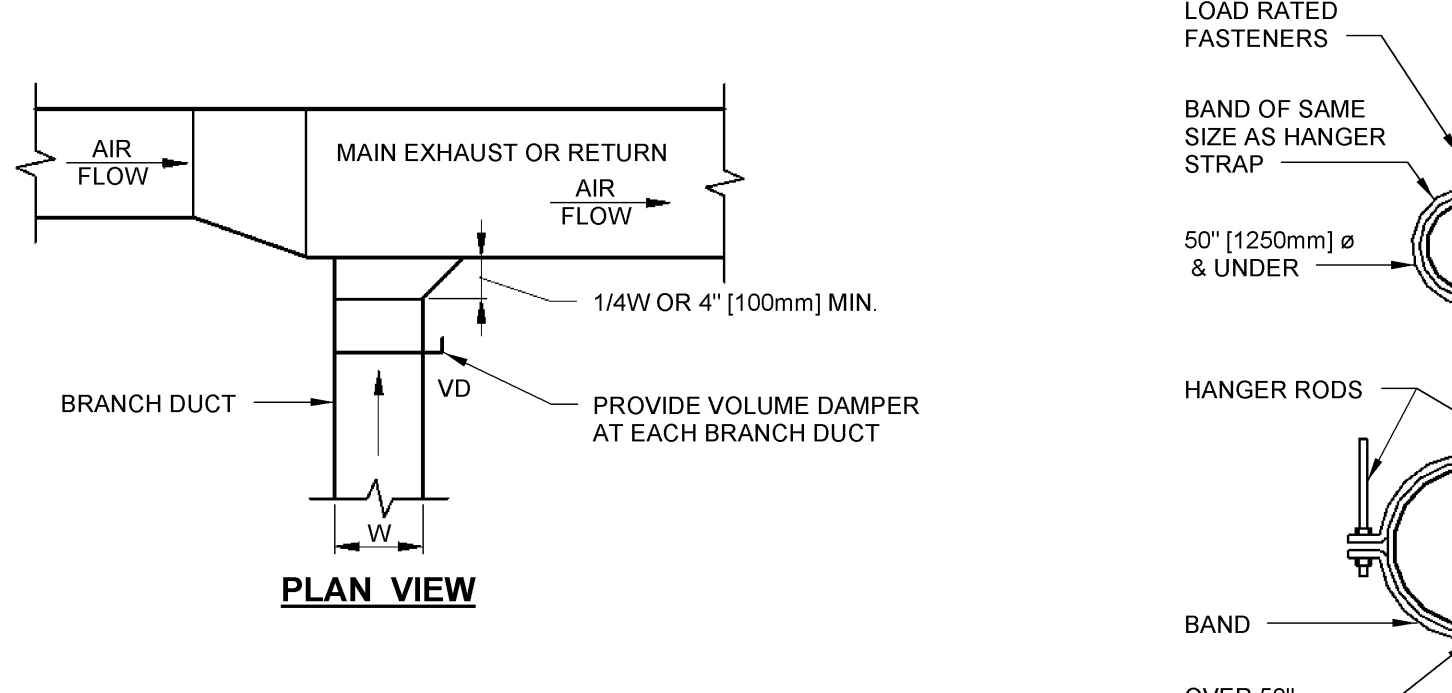 AIR
FLOW
MAIN EXHAUST OR RETURN
AIR
FLOW
1/4W OR 4" [100mm] MIN.
VD
BRANCH DUCT
PROVIDE VOLUME DAMPER
AT EACH BRANCH DUCT
W
PLAN VIEW
LOAD RATED
FASTENERS
BAND OF SAME
SIZE AS HANGER
STRAP
50" [1250mm] ø
& UNDER
HANGER RODS
BAND
OVER 50"